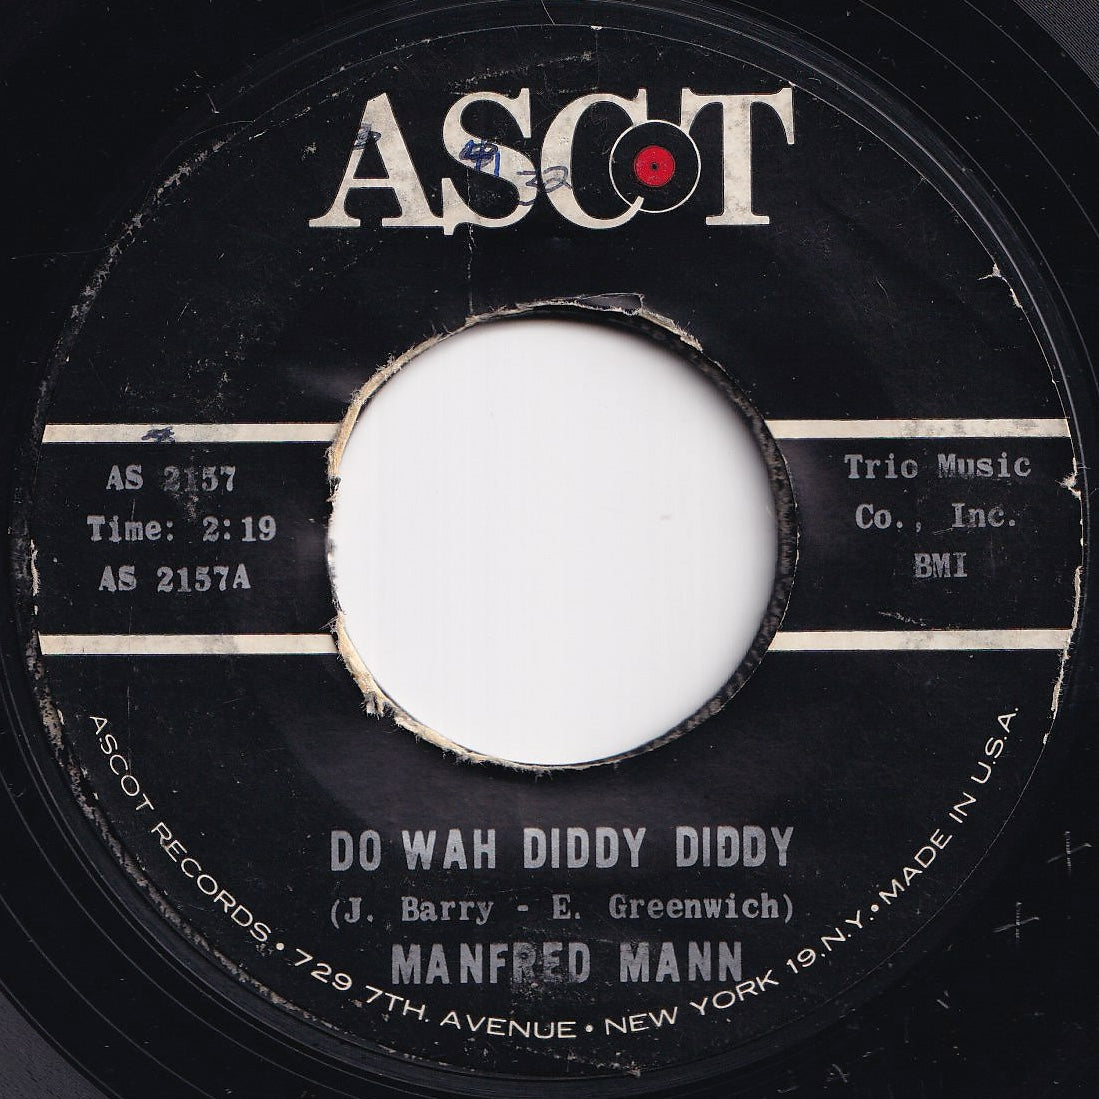 ASCOT
32
AS 2157
Time: 2:19
AS 2157A
Trio Music
Co., Inc.
BMI
DO WAH DIDDY DIDDY
(J. Barry - E. Greenwich)
MANFRED MANN
ASCOT RECORDS • 729 7TH. AVENUE • NEW YORK 19.N.Y. • MADE IN U.S.A.